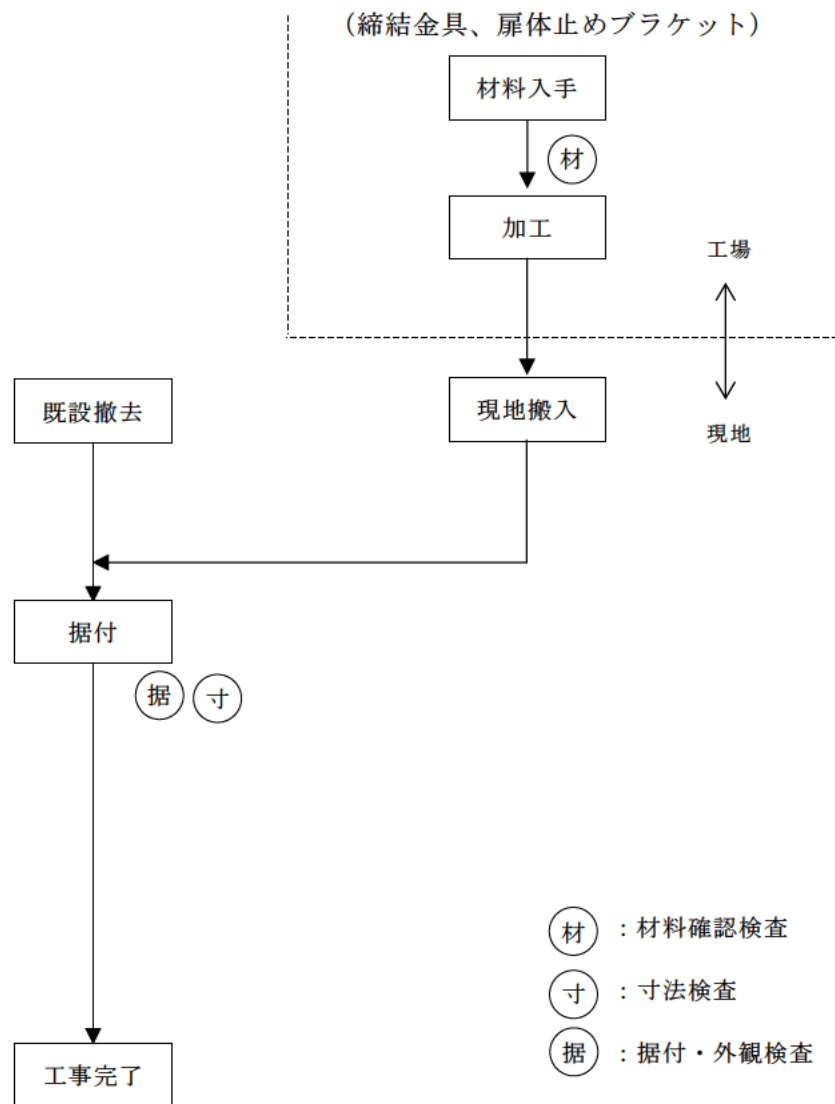 （締結金具、扉体止めブラケット）
材料入手
材
加工
工場
既設撤去
現地搬入
現地
据付
据 寸
材 ：材料確認検査
寸 ：寸法検査
据 ：据付・外観検査
工事完了